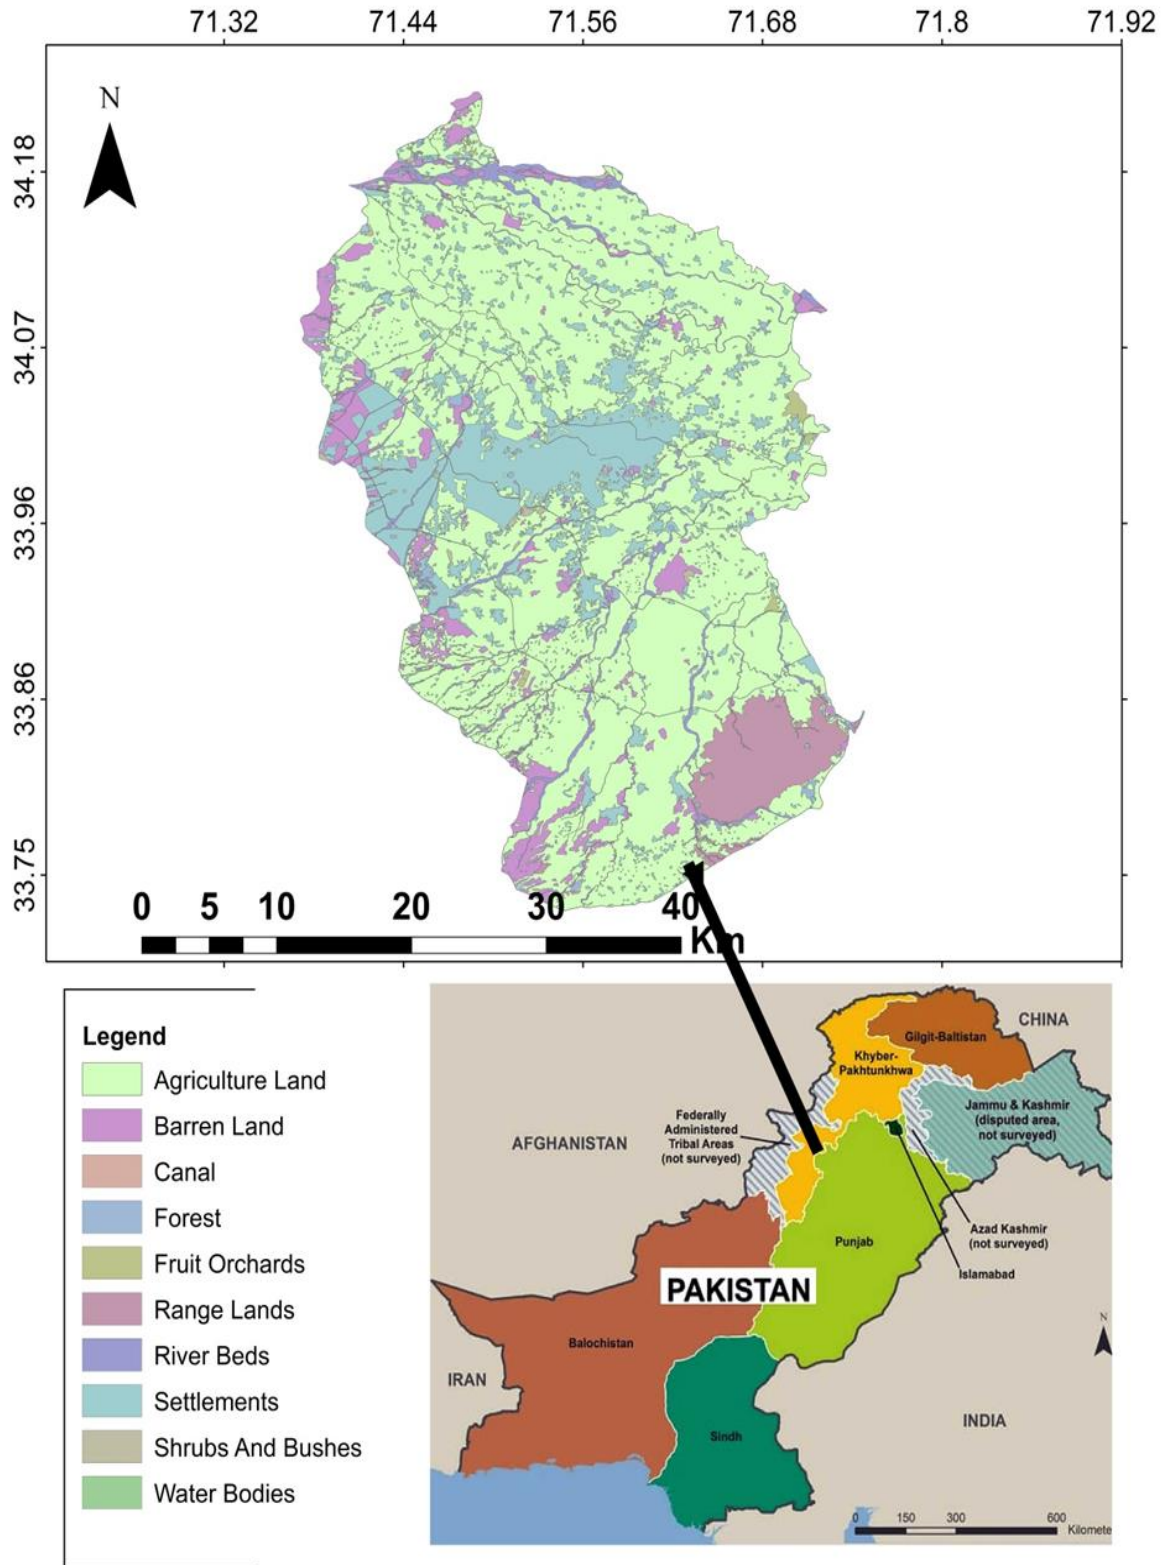 71.32 71.44 71.56 71.68 71.8 71.92
N
34.18
34.07
33.96
33.86
33.75
0 5 10 20 30 40
Km
Legend
Agriculture Land
Barren Land
Canal
Forest
Fruit Orchards
Range Lands
River Beds
Settlements
Shrubs And Bushes
Water Bodies
CHINA
Gilgit-Baltistan
Khyber-
Pakhtunkhwa
Jammu & Kashmir
(disputed area,
not surveyed)
Federally
Administered
Tribal Areas
(not surveyed)
AFGHANISTAN
Azad Kashmir
(not surveyed)
Punjab
Islamabad
PAKISTAN
Balochistan
N
IRAN
INDIA
Sindh
0 150 300 600
Kilomete